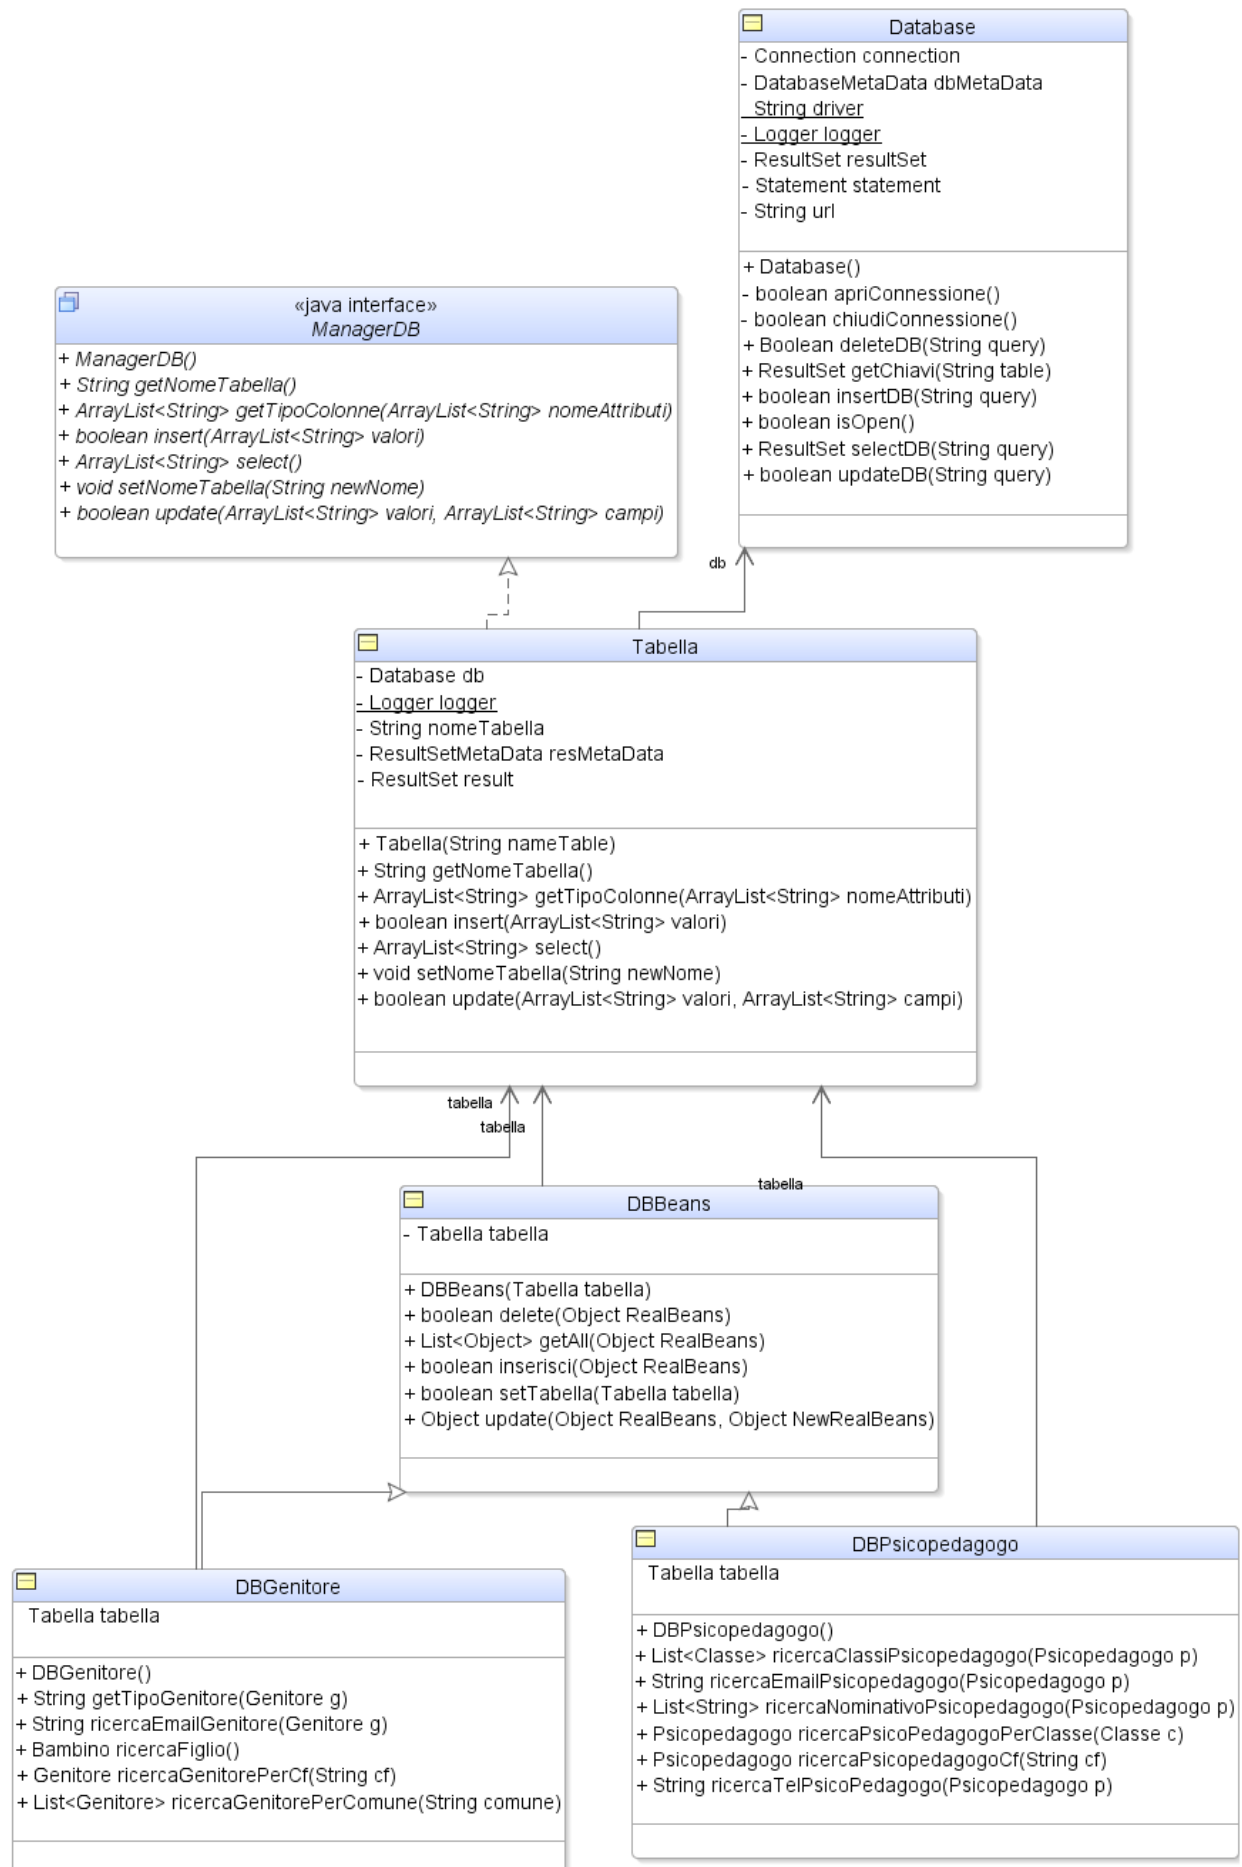 Database
- Connection connection
- DatabaseMetaData dbMetaData
String driver
- Logger logger
- ResultSet resultSet
- Statement statement
- String url
+ Database()
- boolean apriConnessione()
- boolean chiudiConnessione()
+ Boolean deleteDB(String query)
+ ResultSet getChiavi(String table)
+ boolean insertDB(String query)
+ boolean isOpen()
+ ResultSet selectDB(String query)
+ boolean updateDB(String query)
«java interface»
ManagerDB
+ ManagerDB()
+ String getNomeTabella()
+ ArrayList<String> getTipoColonne(ArrayList<String> nomeAttributi)
+ boolean insert(ArrayList<String> valori)
+ ArrayList<String> select()
+ void setNomeTabella(String newNome)
+ boolean update(ArrayList<String> valori, ArrayList<String> campi)
db
Tabella
- Database db
- Logger logger
- String nomeTabella
- ResultSetMetaData resMetaData
- ResultSet result
+ Tabella(String nameTable)
+ String getNomeTabella()
+ ArrayList<String> getTipoColonne(ArrayList<String> nomeAttributi)
+ boolean insert(ArrayList<String> valori)
+ ArrayList<String> select()
+ void setNomeTabella(String newNome)
+ boolean update(ArrayList<String> valori, ArrayList<String> campi)
tabella
tabella
tabella
DBBeans
- Tabella tabella
+ DBBeans(Tabella tabella)
+ boolean delete(Object RealBeans)
+ List<Object> getAll(Object RealBeans)
+ boolean inserisci(Object RealBeans)
+ boolean setTabella(Tabella tabella)
+ Object update(Object RealBeans, Object NewRealBeans)
DBGenitore
Tabella tabella
+ DBGenitore()
+ String getTipoGenitore(Genitore g)
+ String ricercaEmailGenitore(Genitore g)
+ Bambino ricercaFiglio()
+ Genitore ricercaGenitorePerCf(String cf)
+ List<Genitore> ricercaGenitorePerComune(String comune)
DBPsicopedagogo
Tabella tabella
+ DBPsicopedagogo()
+ List<Classe> ricercaClassiPsicopedagogo(Psicopedagogo p)
+ String ricercaEmailPsicopedagogo(Psicopedagogo p)
+ List<String> ricercaNominativoPsicopedagogo(Psicopedagogo p)
+ Psicopedagogo ricercaPsicoPedagogoPerClasse(Classe c)
+ Psicopedagogo ricercaPsicopedagogoCf(String cf)
+ String ricercaTelPsicoPedagogo(Psicopedagogo p)